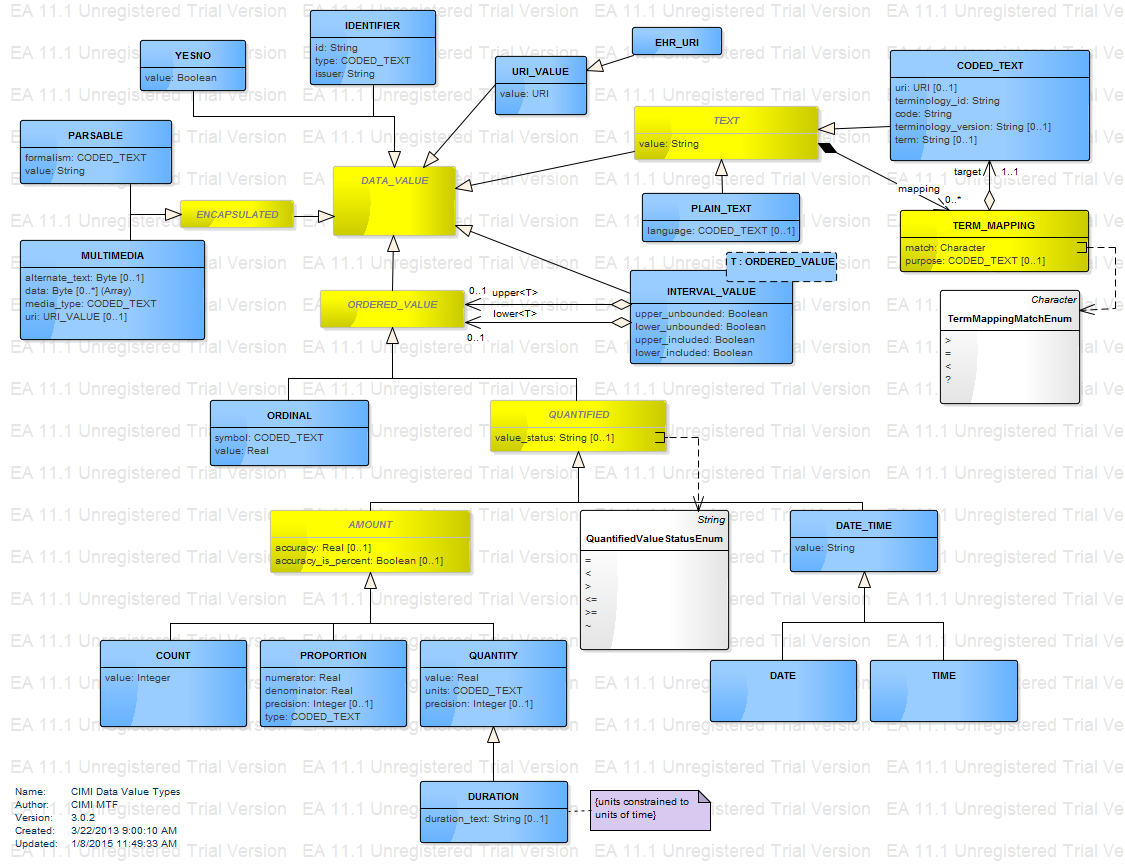 EA 11.1 Unregistered Trial Version
IDENTIFIER
id: String
type: CODED_TEXT
issuer: String
YESNO
value: Boolean
URI_VALUE
value: URI
EHR_URI
CODED_TEXT
uri: URI [0..1]
terminology_id: String
code: String
terminology_version: String [0..1]
term: String [0..1]
TEXT
value: String
PARSABLE
formalism: CODED_TEXT
value: String
DATA_VALUE
ENCAPSULATED
target
1..1
mapping
0..*
PLAIN_TEXT
language: CODED_TEXT [0..1]
TERM_MAPPING
match: Character
purpose: CODED_TEXT [0..1]
MULTIMEDIA
alternate_text: Byte [0..1]
data: Byte [0..*] (Array)
media_type: CODED_TEXT
uri: URI_VALUE [0..1]
T : ORDERED_VALUE
INTERVAL_VALUE
upper_unbounded: Boolean
lower_unbounded: Boolean
upper_included: Boolean
lower_included: Boolean
ORDERED_VALUE
0..1
upper<T>
lower<T>
0..1
Character
TermMappingMatchEnum
>
=
<
?
ORDINAL
symbol: CODED_TEXT
value: Real
QUANTIFIED
value_status: String [0..1]
AMOUNT
accuracy: Real [0..1]
accuracy_is_percent: Boolean [0..1]
String
QuantifiedValueStatusEnum
=
<
>
<=
>=
~
DATE_TIME
value: String
COUNT
value: Integer
PROPORTION
numerator: Real
denominator: Real
precision: Integer [0..1]
type: CODED_TEXT
QUANTITY
value: Real
units: CODED_TEXT
precision: Integer [0..1]
DATE
TIME
DURATION
duration_text: String [0..1]
{units constrained to
units of time}
Name: CIMI Data Value Types
Author: CIMI MTF
Version: 3.0.2
Created: 3/22/2013 9:00:10 AM
Updated: 1/8/2015 11:49:33 AM